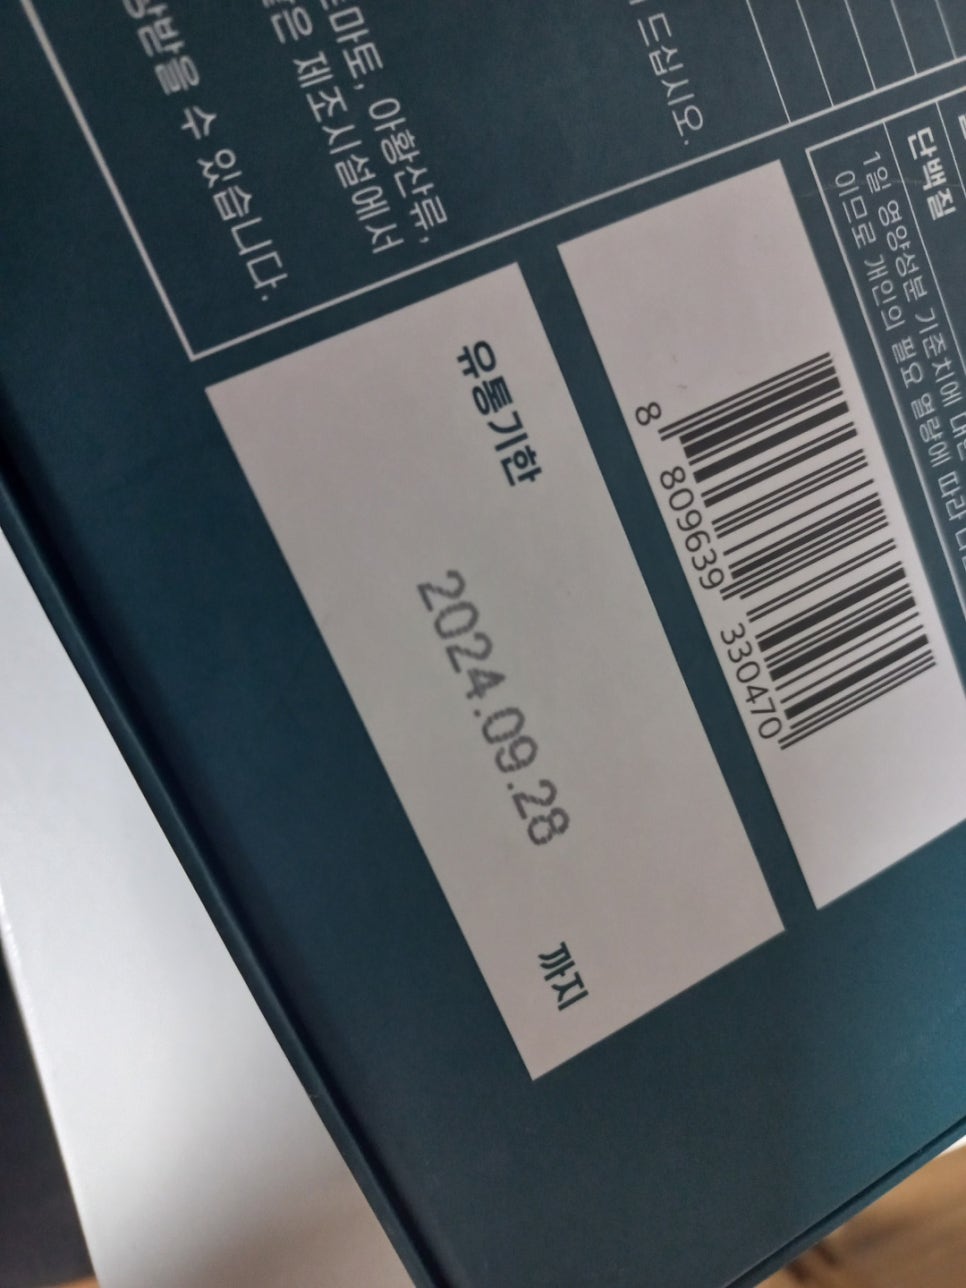 드십시오.
토마토, 아황산류,
같은 제조시설에서
수 있습니다.
단백질
1일 영양성분 기준치에
이므로 개인의 필요 열량에 따라
8 809639 330470
유통기한 2024.09.28 까지